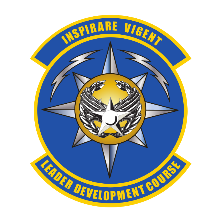 INSPIRARE VIGENT
LEADER DEVELOPMENT COURSE